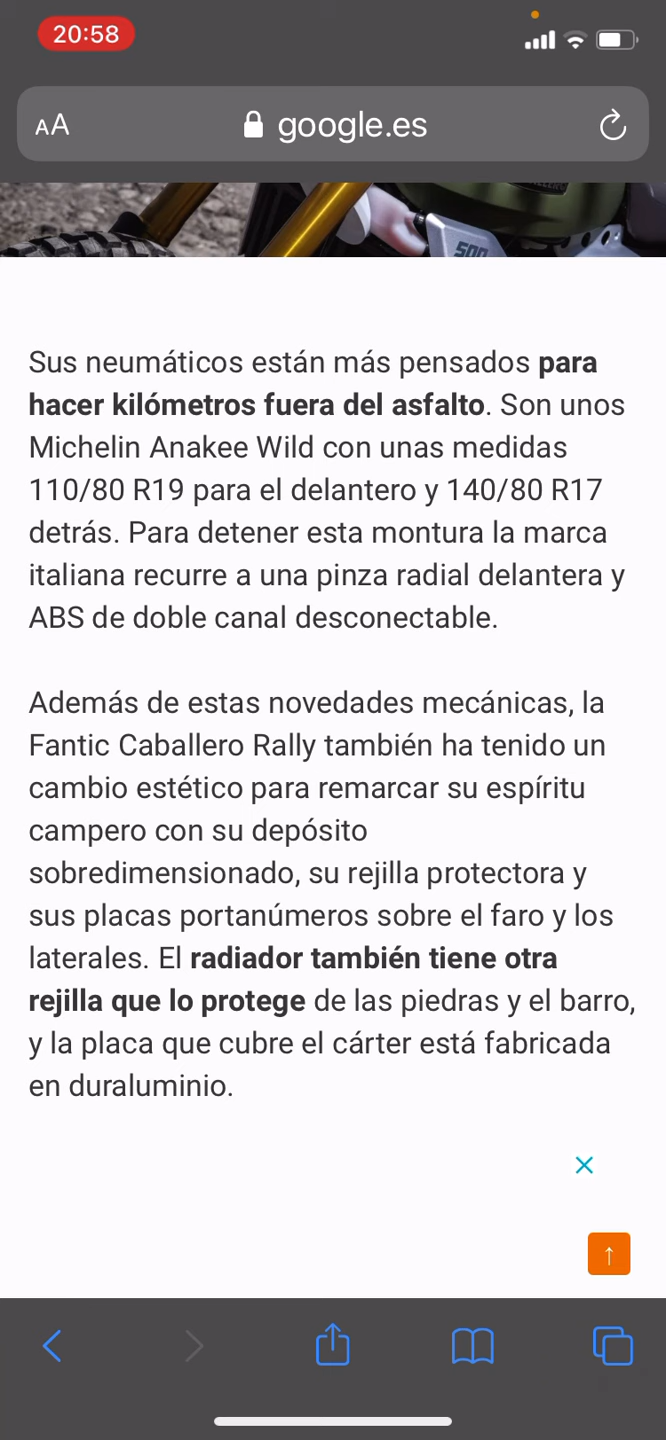 20:58
AA
google.es
500
Sus neumáticos están más pensados para
hacer kilómetros fuera del asfalto. Son unos
Michelin Anakee Wild con unas medidas
110/80 R19 para el delantero y 140/80 R17
detrás. Para detener esta montura la marca
italiana recurre a una pinza radial delantera y
ABS de doble canal desconectable.
Además de estas novedades mecánicas, la
Fantic Caballero Rally también ha tenido un
cambio estético para remarcar su espíritu
campero con su depósito
sobredimensionado, su rejilla protectora y
sus placas portanúmeros sobre el faro y los
laterales. El radiador también tiene otra
rejilla que lo protege de las piedras y el barro,
y la placa que cubre el cárter está fabricada
en duraluminio.